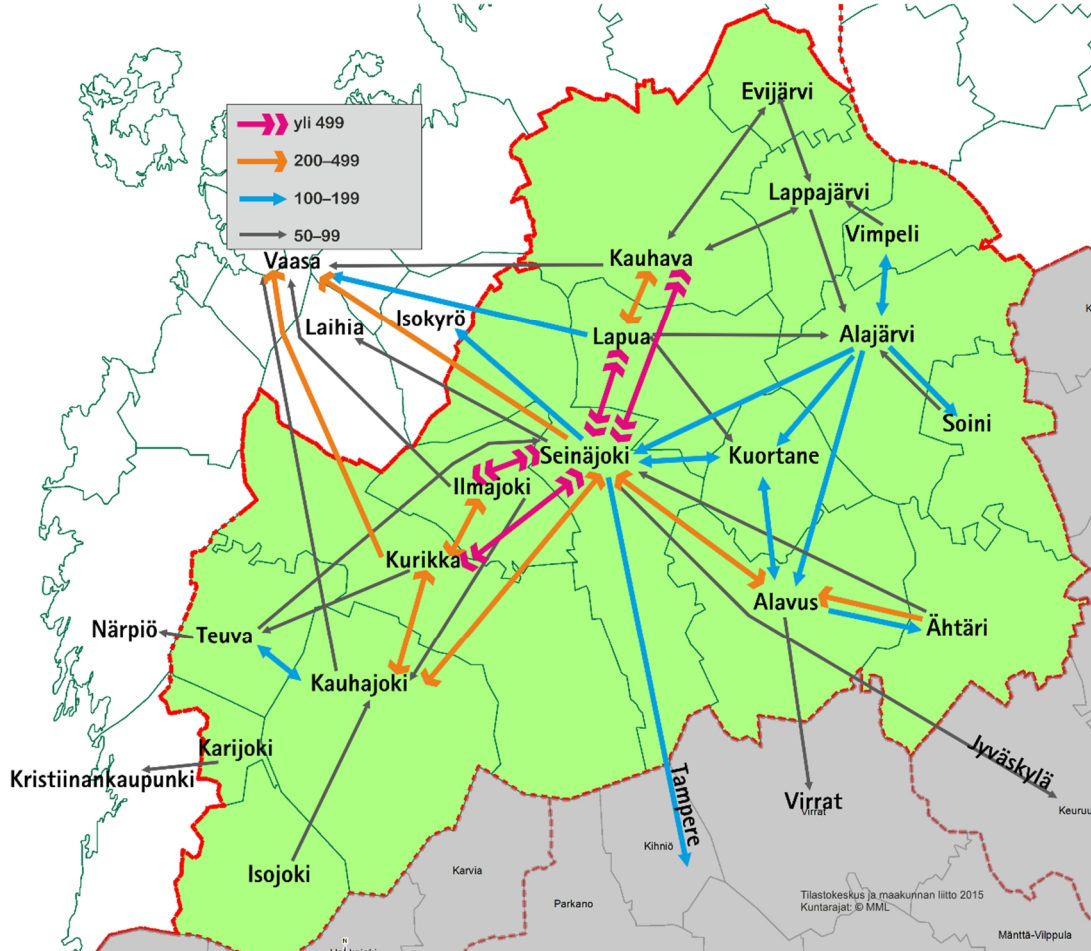 yli 499
200–499
100–199
50–99
Evijärvi
Lappajärvi
Vimpeli
Vaasa
Kauhava
Laihia
Isokyrö
Lapua
Alajärvi
Soini
Seinäjoki
Kuortane
Ilmajoki
Kurikka
Alavus
Ähtäri
Närpiö
Teuva
Kauhajoki
Karijoki
Kristiinankaupunki
Jyväskylä
Tampere
Virrat
Virrat
Keuruu
Kihniö
Isojoki
Karvia
Parkano
Tilastokeskus ja maakunnan liitto 2015
Kuntarajat: © MML
Mänttä-Vilppula
N